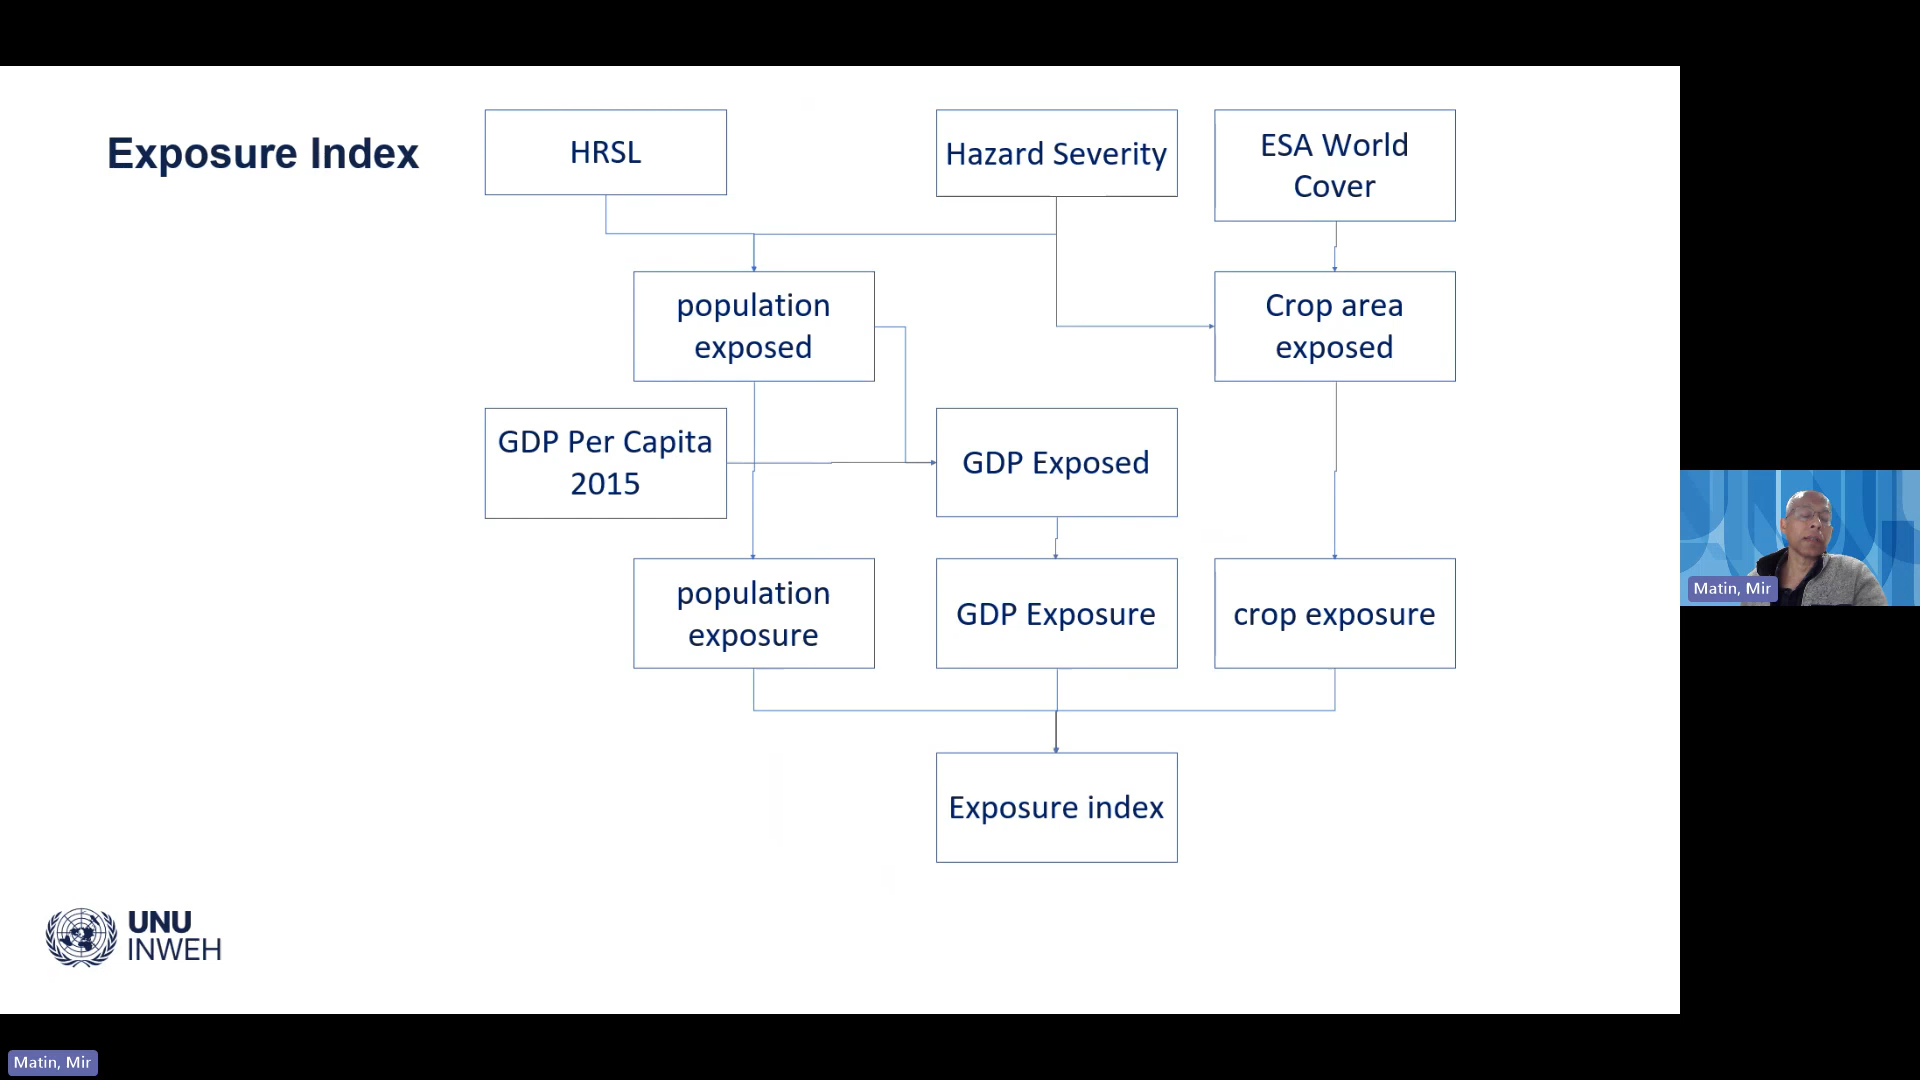 Exposure Index
HRSL
Hazard Severity
ESA World
Cover
population
exposed
Crop area
exposed
GDP Per Capita
2015
GDP Exposed
population
exposure
GDP Exposure
crop exposure
Exposure index
UNU
INWEH
Matin, Mir
Matin, Mir